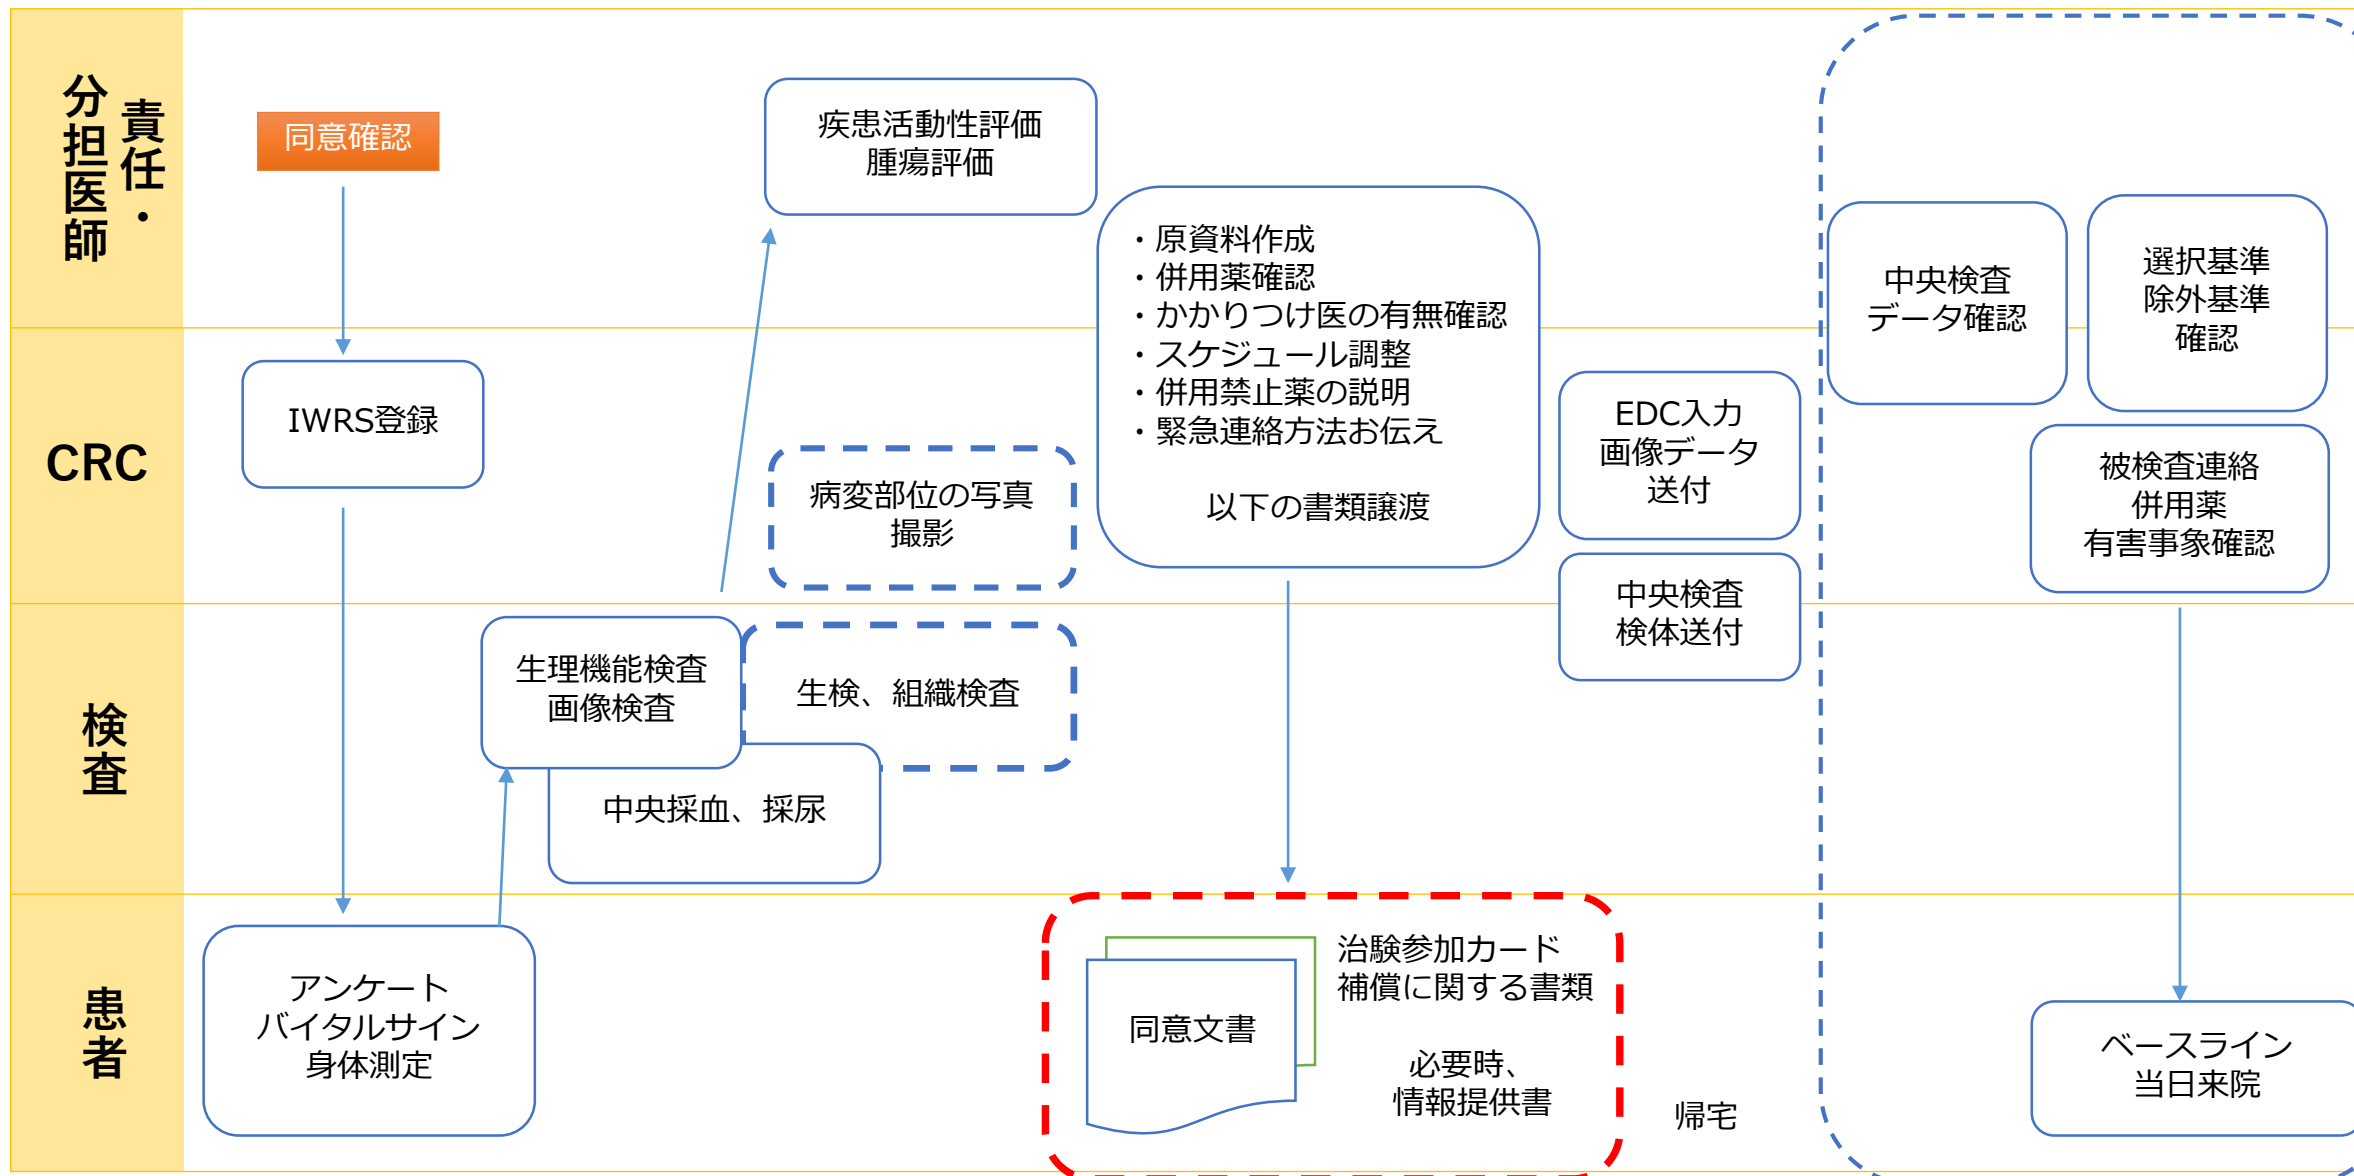 責任・
分担医師
同意確認
疾患活動性評価
腫瘍評価
・原資料作成
・併用薬確認
・かかりつけ医の有無確認
・スケジュール調整
・併用禁止薬の説明
・緊急連絡方法お伝え
以下の書類譲渡
中央検査
データ確認
選択基準
除外基準
確認
CRC
IWRS登録
病変部位の写真
撮影
EDC入力
画像データ
送付
被検査連絡
併用薬
有害事象確認
中央検査
検体送付
検査
生理機能検査
画像検査
生検、組織検査
中央採血、採尿
患者
アンケート
バイタルサイン
身体測定
同意文書
治験参加カード
補償に関する書類
必要時、
情報提供書
帰宅
ベースライン
当日来院